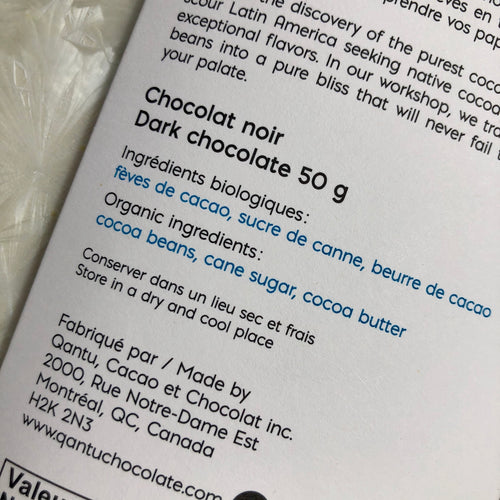 the discovery of the purest
scour Latin America seeking native cocoa
exceptional flavors. In our workshop, we
beans into a pure bliss that will never fail
your palate.
Chocolat noir
Dark chocolate 50 g
Ingrédients biologiques:
fèves de cacao, sucre de canne, beurre de cacao
Organic ingredients:
cocoa beans, cane sugar, cocoa butter
Conserver dans un lieu sec et frais
Store in a dry and cool place
Fabriqué par / Made by
Qantu, Cacao et Chocolat inc.
2000, Rue Notre-Dame Est
Montréal, QC, Canada
H2K 2N3
www.qantuchocolate.com